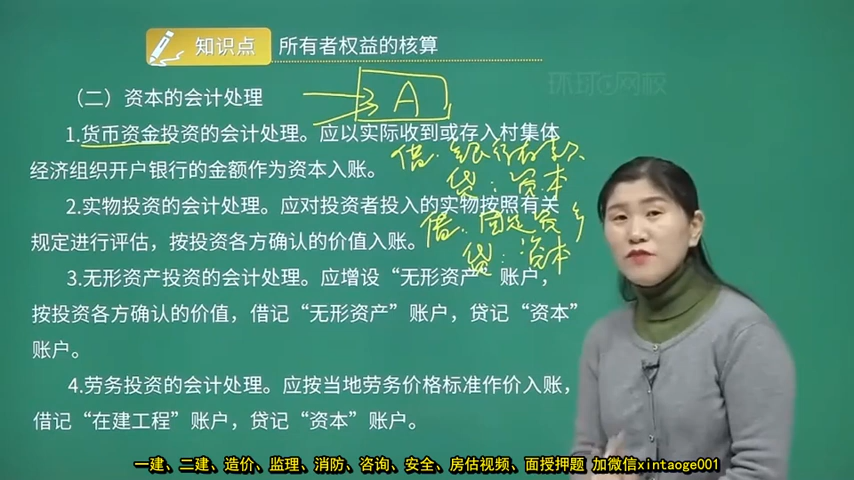 知识点 所有者权益的核算
环球网校
（二）资本的会计处理
A
1.货币资金投资的会计处理。应以实际收到或存入村集体
经济组织开户银行的金额作为资本入账。
借：银行存款
贷：资本
2.实物投资的会计处理。应对投资者投入的实物按照有关
规定进行评估，按投资各方确认的价值入账。
借：固定资产
贷：资本
3.无形资产投资的会计处理。应增设“无形资产”账户，
按投资各方确认的价值，借记“无形资产”账户，贷记“资本”
账户。
4.劳务投资的会计处理。应按当地劳务价格标准作价入账，
借记“在建工程”账户，贷记“资本”账户。
一建、二建、造价、监理、消防、咨询、安全、房估视频、面授押题 加微信xintaoge001